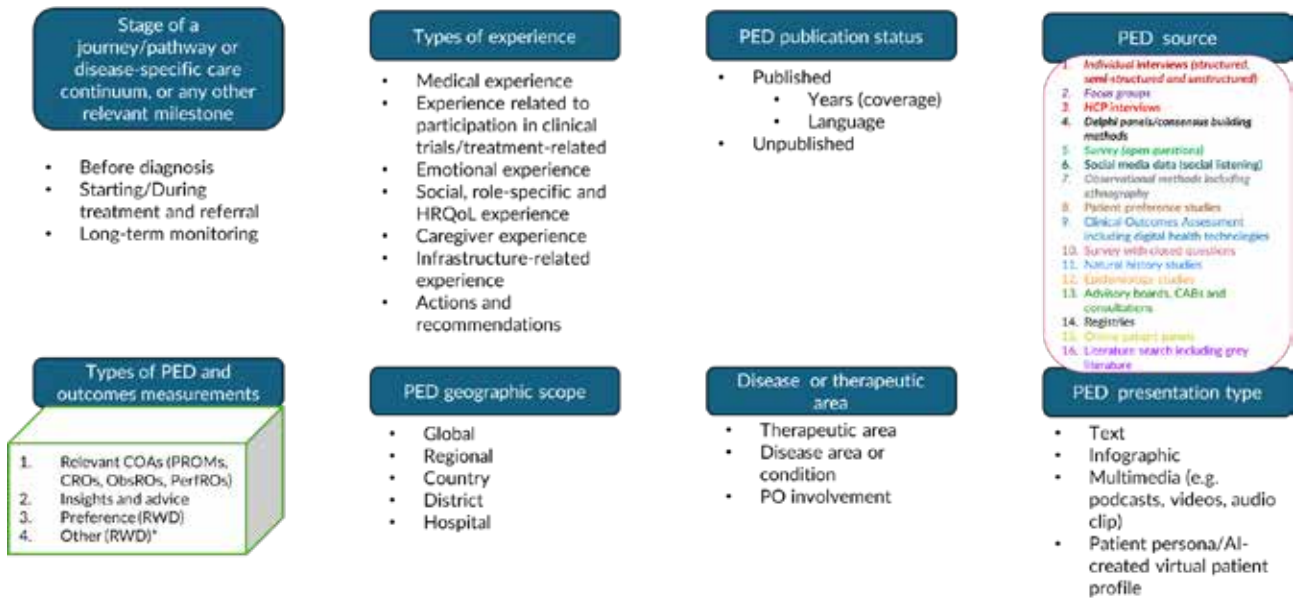 Stage of a
journey/pathway or
disease-specific care
continuum, or any other
relevant milestone
• Before diagnosis
• Starting/During
treatment and referral
• Long-term monitoring
Types of experience
• Medical experience
• Experience related to
participation in clinical
trials/treatment-related
• Emotional experience
• Social, role-specific and
HRQoL experience
• Caregiver experience
• Infrastructure-related
experience
• Actions and
recommendations
PED publication status
• Published
• Years (coverage)
• Language
• Unpublished
PED source
1. Individual interviews (structured,
semi-structured and unstructured)
2. Focus groups
3. HCP interviews
4. Delphi panels/consensus building
methods
5. Survey (open questions)
6. Social media data (social listening)
7. Observational methods including
ethnography
8. Patient preference studies
9. Clinical Outcomes Assessment
including digital health technologies
10. Survey with closed questions
11. Natural history studies
12. Epidemiology studies
13. Advisory boards, CABs and
consultations
14. Registries
15. Online patient panels
16. Literature search including grey
literature
Types of PED and
outcomes measurements
1. Relevant COAs (PROMs,
CROs, ObsROs, PerfROs)
2. Insights and advice
3. Preference (RWD)
4. Other (RWD)*
PED geographic scope
• Global
• Regional
• Country
• District
• Hospital
Disease or therapeutic
area
• Therapeutic area
• Disease area or
condition
• PO involvement
PED presentation type
• Text
• Infographic
• Multimedia (e.g.
podcasts, videos, audio
clip)
• Patient persona/AI-
created virtual patient
profile